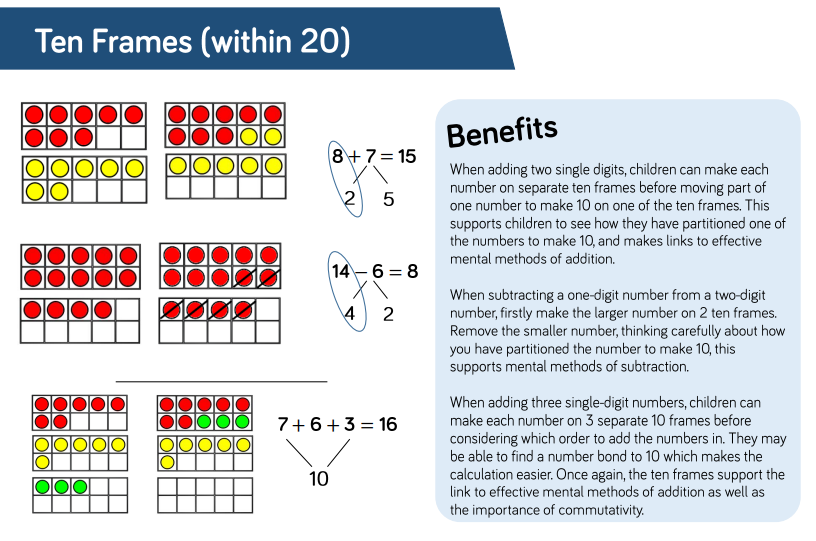 Ten Frames (within 20)
8 + 7 = 15
2 5
14 – 6 = 8
4 2
7 + 6 + 3 = 16
10
Benefits
When adding two single digits, children can make each
number on separate ten frames before moving part of
one number to make 10 on one of the ten frames. This
supports children to see how they have partitioned one of
the numbers to make 10, and makes links to effective
mental methods of addition.
When subtracting a one-digit number from a two-digit
number, firstly make the larger number on 2 ten frames.
Remove the smaller number, thinking carefully about how
you have partitioned the number to make 10, this
supports mental methods of subtraction.
When adding three single-digit numbers, children can
make each number on 3 separate 10 frames before
considering which order to add the numbers in. They may
be able to find a number bond to 10 which makes the
calculation easier. Once again, the ten frames support the
link to effective mental methods of addition as well as
the importance of commutativity.